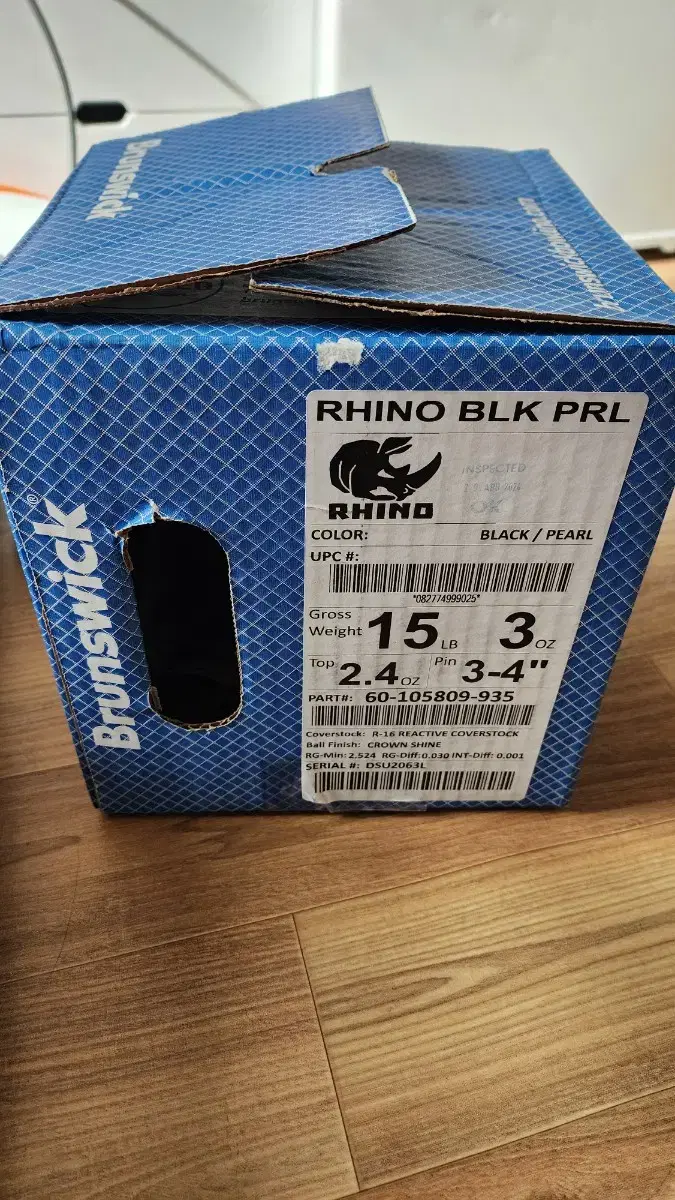 Brunswick
Brunswick®
RHINO BLK PRL
RHINO
INSPECTED
OK
COLOR: BLACK / PEARL
UPC #:
*082774999025*
Gross Weight 15 LB 3 OZ
Top 2.4 OZ Pin 3-4"
PART#: 60-105809-935
Coverstock: R-16 REACTIVE COVERSTOCK
Ball Finish: CROWN SHINE
RG-Min: 2.524 RG-Diff: 0.030 INT-Diff: 0.001
SERIAL #: DSU2063L